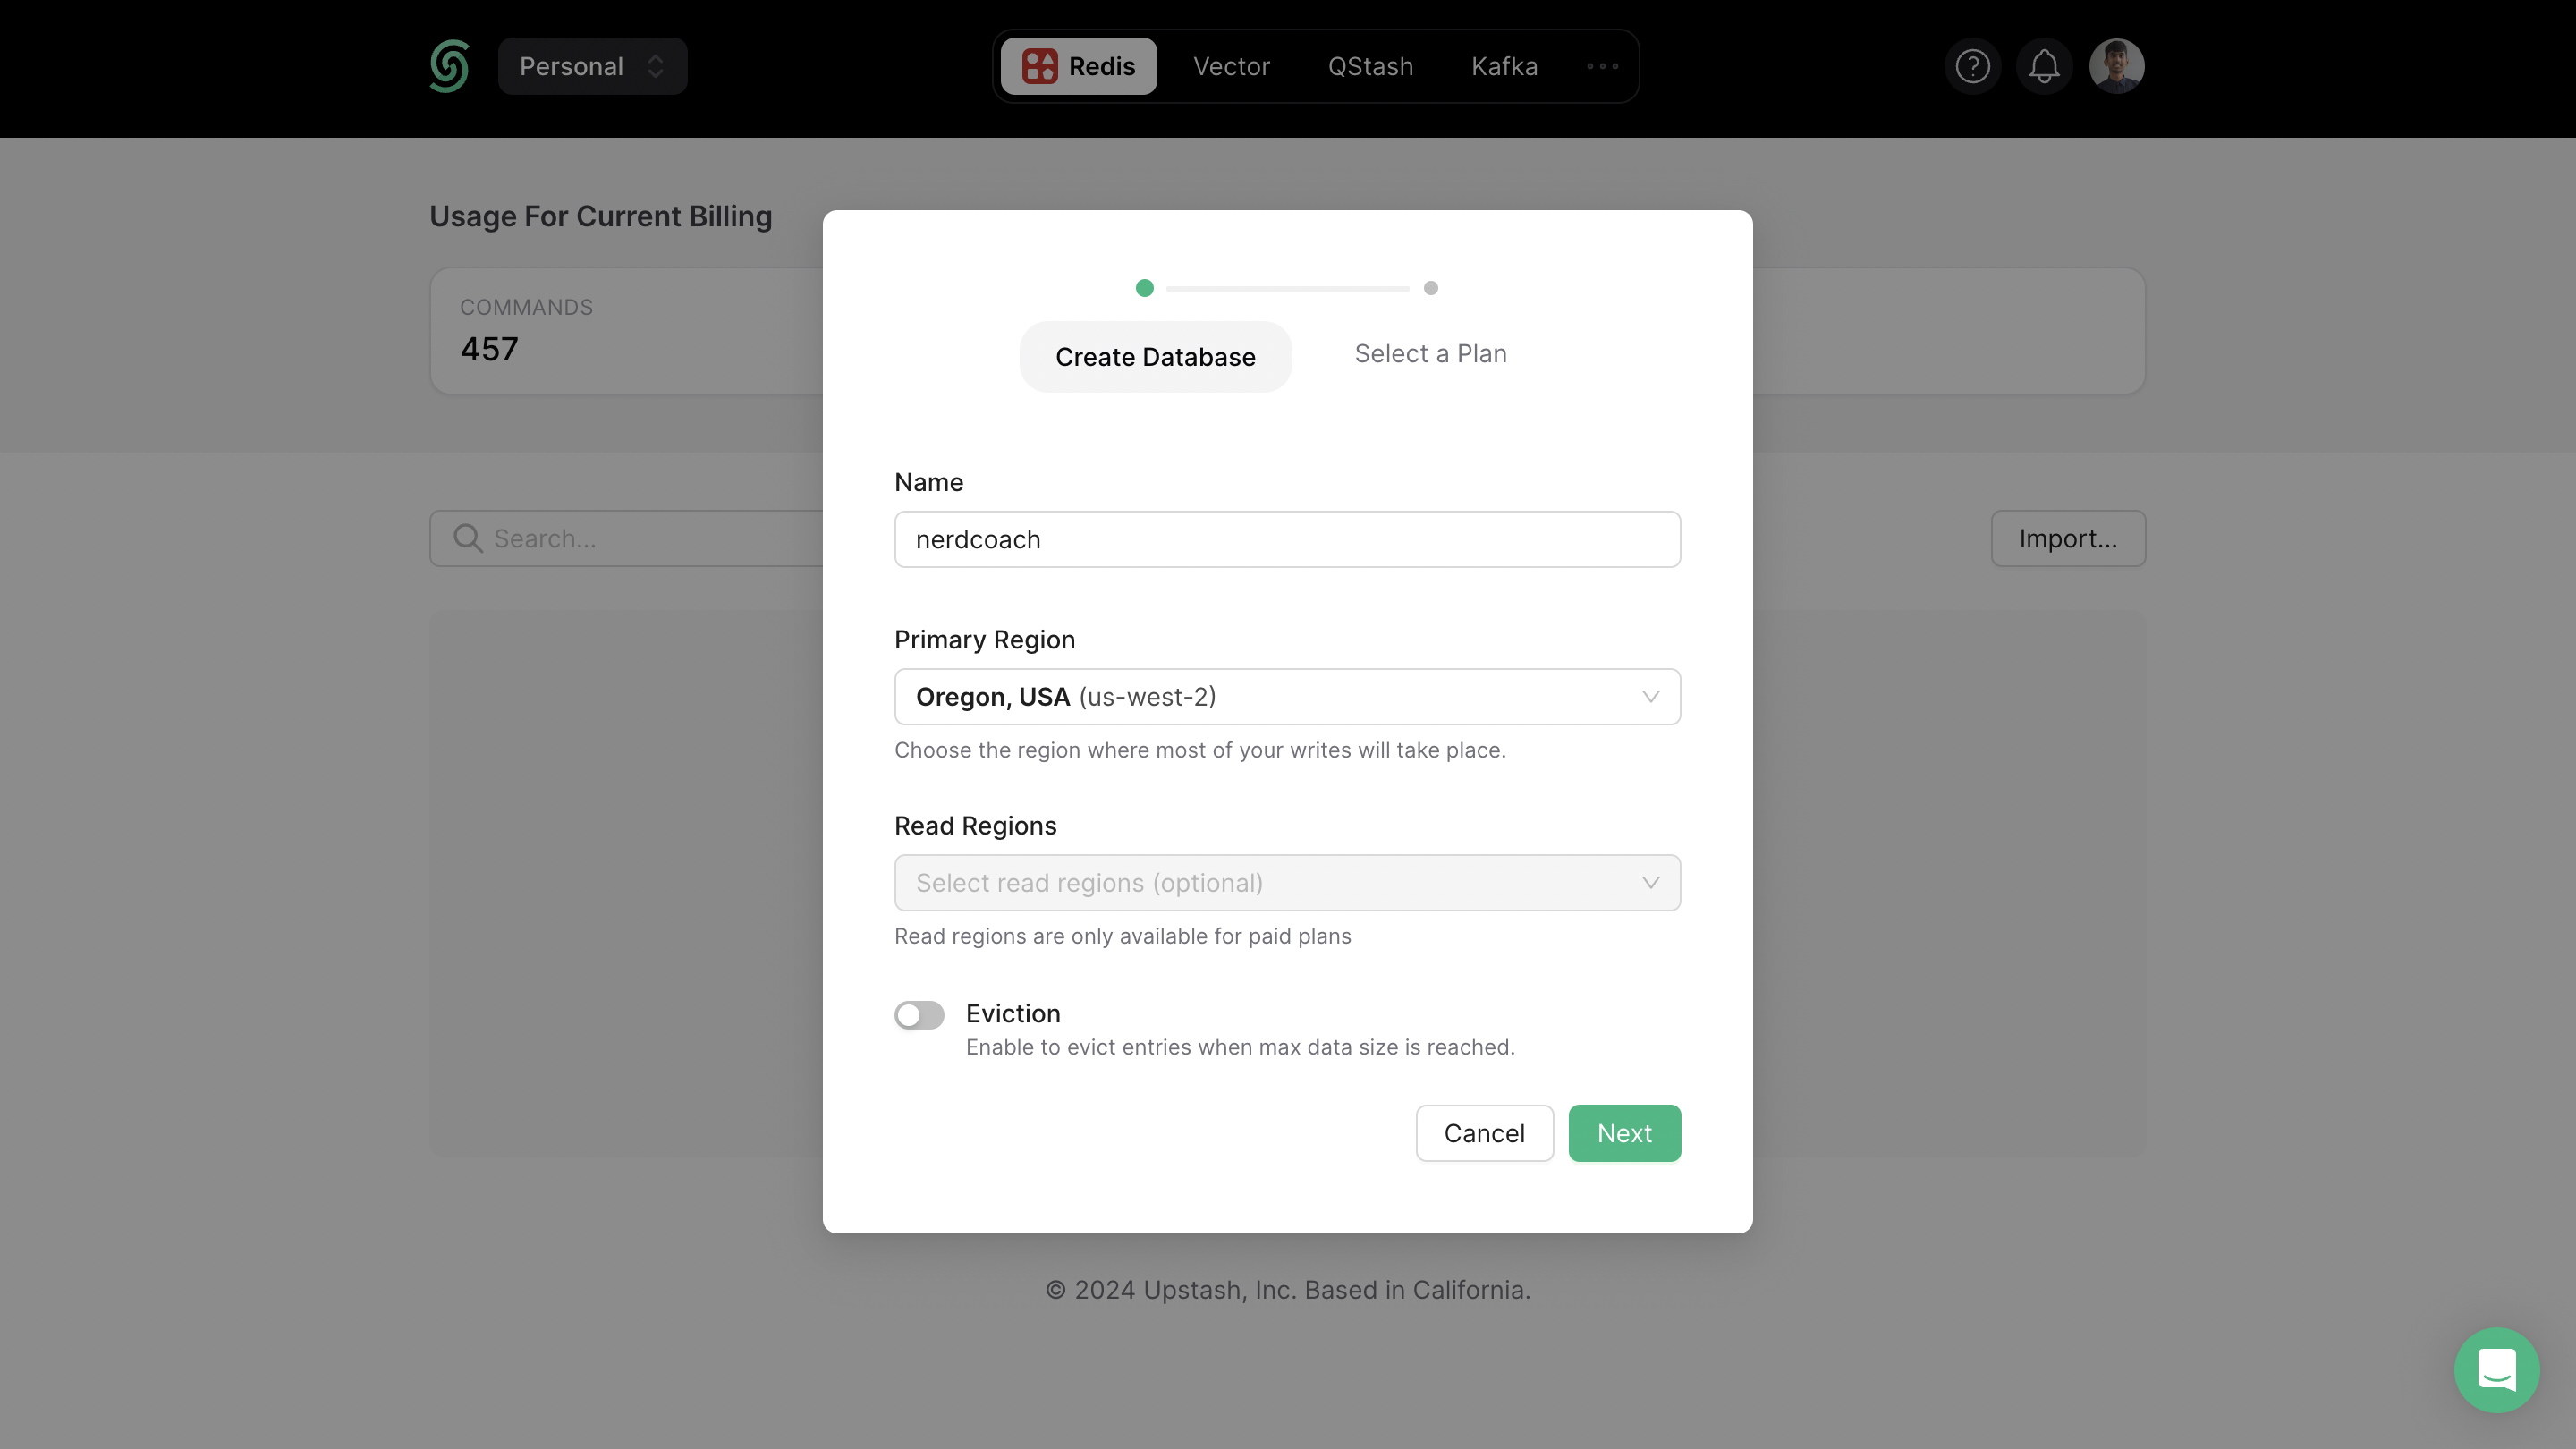 Personal
Redis
Vector
QStash
Kafka
Usage For Current Billing
COMMANDS
457
Create Database
Select a Plan
Name
nerdcoach
Search...
Import...
Primary Region
Oregon, USA (us-west-2)
Choose the region where most of your writes will take place.
Read Regions
Select read regions (optional)
Read regions are only available for paid plans
Eviction
Enable to evict entries when max data size is reached.
Cancel
Next
© 2024 Upstash, Inc. Based in California.